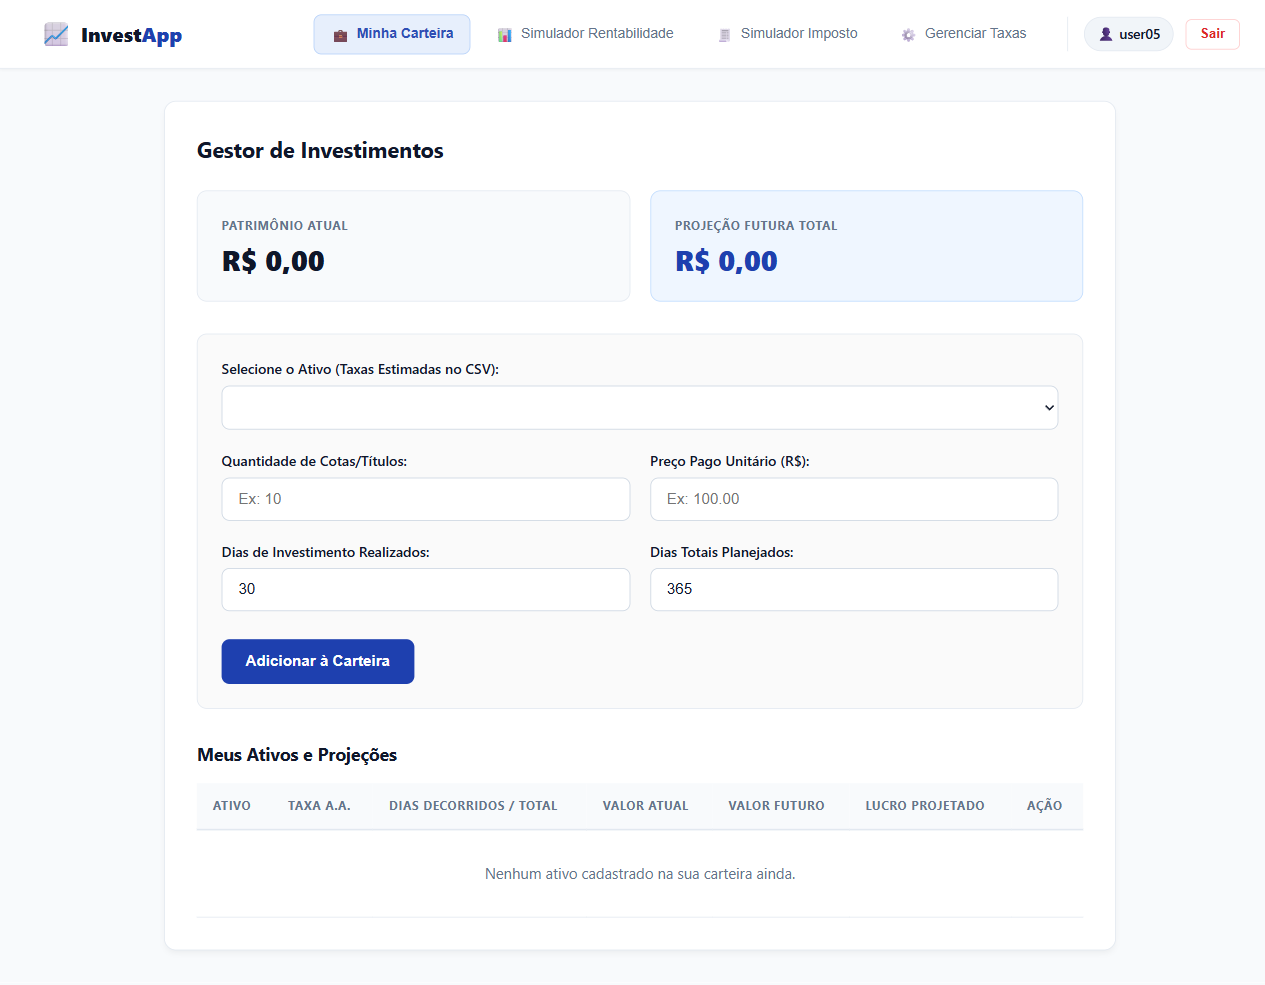 InvestApp
Minha Carteira
Simulador Rentabilidade
Simulador Imposto
Gerenciar Taxas
user05
Sair
Gestor de Investimentos
PATRIMÔNIO ATUAL
R$ 0,00
PROJEÇÃO FUTURA TOTAL
R$ 0,00
Selecione o Ativo (Taxas Estimadas no CSV):
Quantidade de Cotas/Títulos:
Preço Pago Unitário (R$):
Ex: 10
Ex: 100.00
Dias de Investimento Realizados:
Dias Totais Planejados:
30
365
Adicionar à Carteira
Meus Ativos e Projeções
ATIVO TAXA A.A. DIAS DECORRIDOS / TOTAL VALOR ATUAL VALOR FUTURO LUCRO PROJETADO AÇÃO
Nenhum ativo cadastrado na sua carteira ainda.